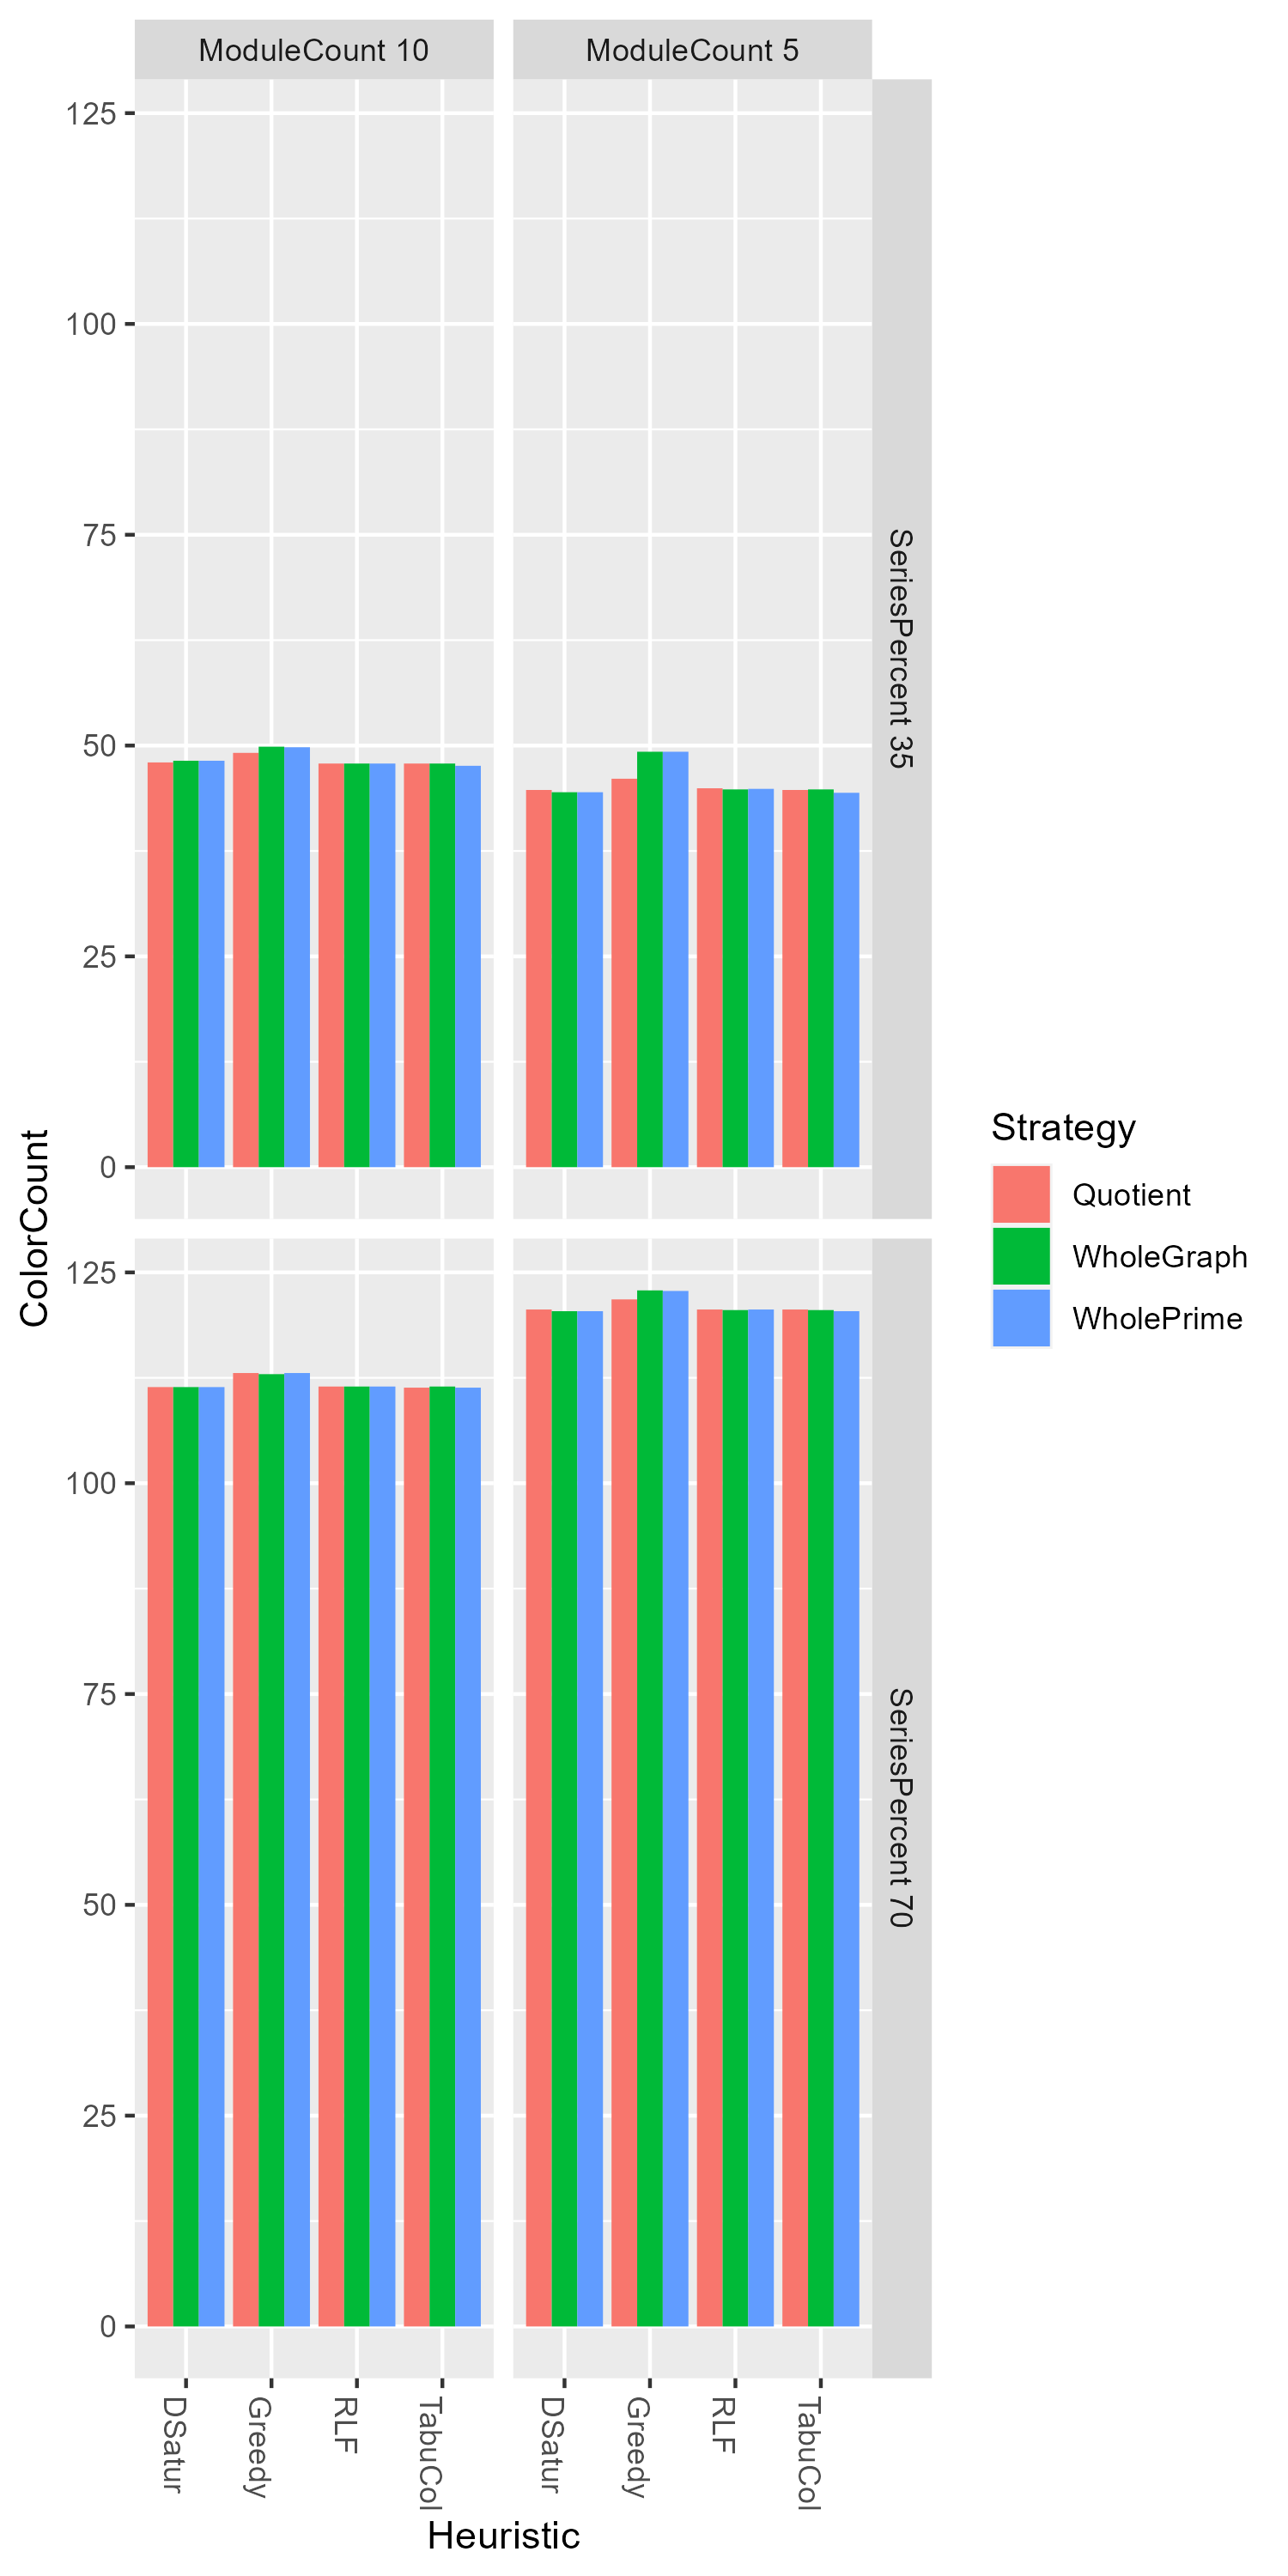 ModuleCount 10
ModuleCount 5
125
100
75
50
25
0
SeriesPercent 35
125
100
75
50
25
0
SeriesPercent 70
ColorCount
DSatur
Greedy
RLF
TabuCol
DSatur
Greedy
RLF
TabuCol
Heuristic
Strategy
Quotient
WholeGraph
WholePrime